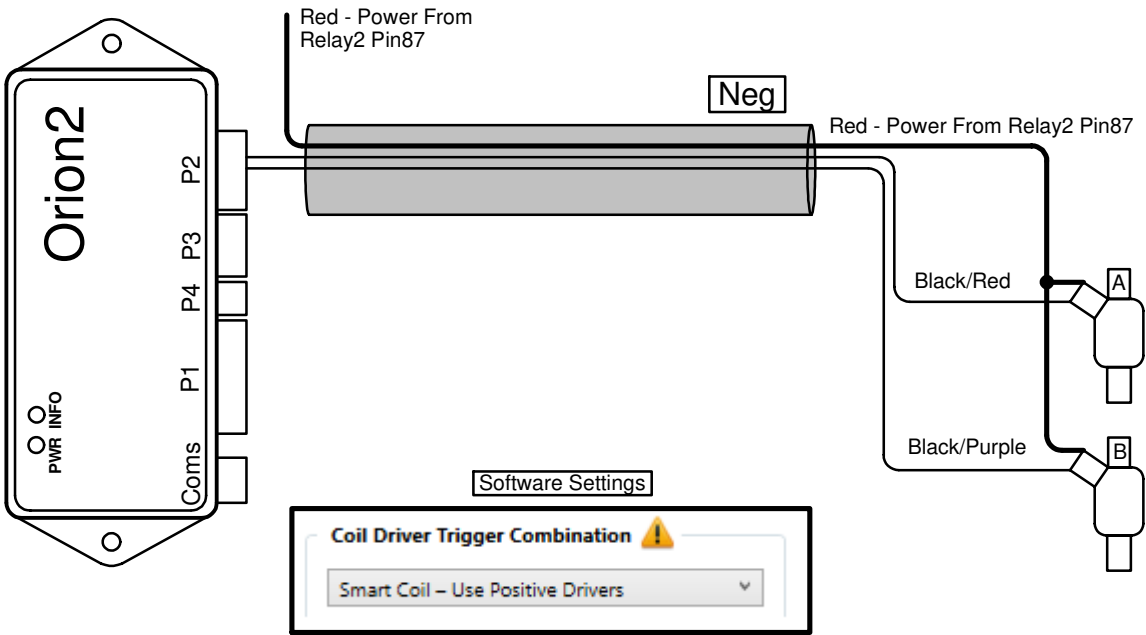 Red - Power From
Relay2 Pin87
Neg
Red - Power From Relay2 Pin87
Orion2
P2
P3
P4
P1
Coms
INFO
PWR
Black/Red
A
Black/Purple
B
Software Settings
Coil Driver Trigger Combination
Smart Coil – Use Positive Drivers